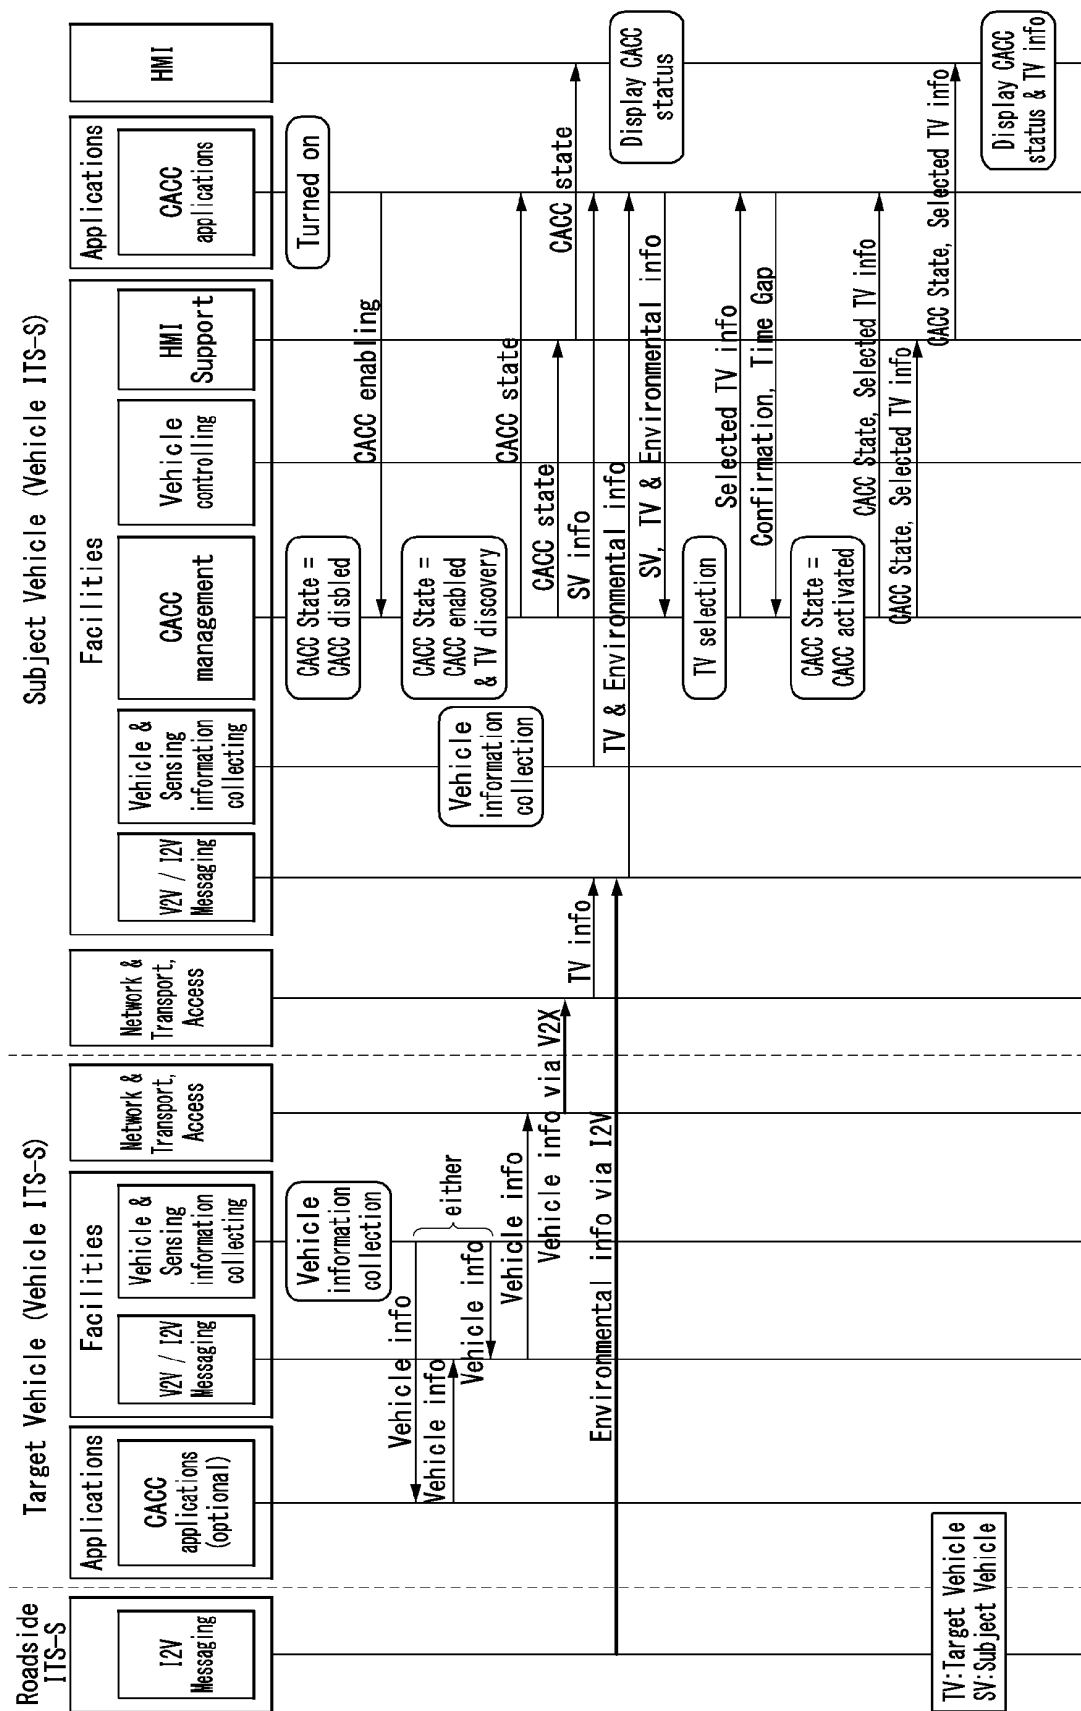 Roadside
ITS-S
I2V
Messaging
Target Vehicle (Vehicle ITS-S)
Applications
CACC
applications
(optional)
Facilities
V2V / I2V
Messaging
Vehicle &
Sensing
information
collecting
Network &
Transport,
Access
Subject Vehicle (Vehicle ITS-S)
Network &
Transport,
Access
Facilities
V2V / I2V
Messaging
Vehicle &
Sensing
information
collecting
CACC
management
Vehicle
controlling
HMI
Support
Applications
CACC
applications
HMI
Vehicle
information
collection
CACC State =
CACC disbled
Turned on
CACC enabling
Vehicle info
either
Vehicle info
Vehicle info
CACC State =
CACC enabled
& TV discovery
Vehicle
information
collection
Vehicle info
CACC state
CACC state
CACC state
Vehicle info via V2X
TV info
SV info
Environmental info via I2V
TV & Environmental info
Display CACC
status
SV, TV & Environmental info
TV selection
Selected TV info
Confirmation, Time Gap
CACC State =
CACC activated
CACC State, Selected TV info
CACC State, Selected TV info
CACC State, Selected TV info
Display CACC
status & TV info
TV:Target Vehicle
SV:Subject Vehicle